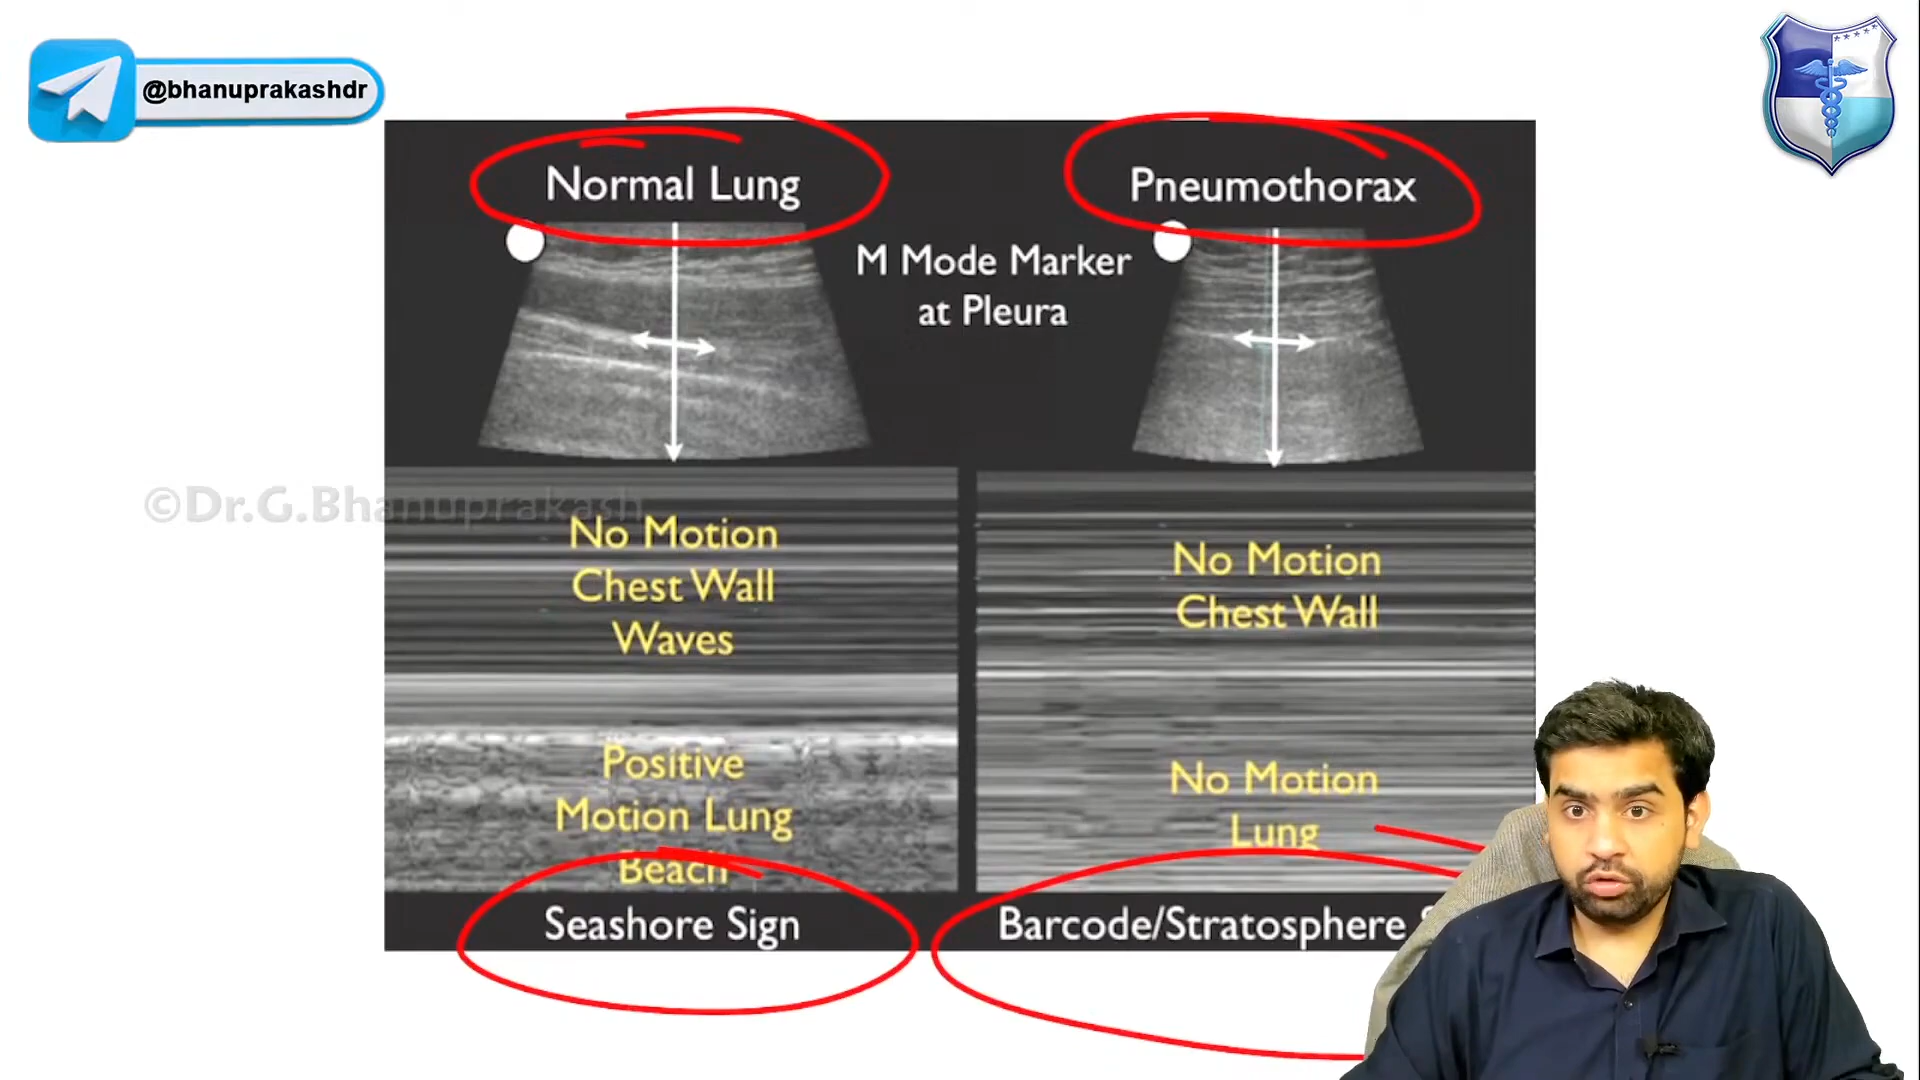 @bhanuprakashdr
Normal Lung
Pneumothorax
M Mode Marker
at Pleura
©Dr.G.Bhanuprakash
No Motion
Chest Wall
Waves
Positive
Motion Lung
Beach
Seashore Sign
No Motion
Chest Wall
No Motion
Lung
Barcode/Stratosphere